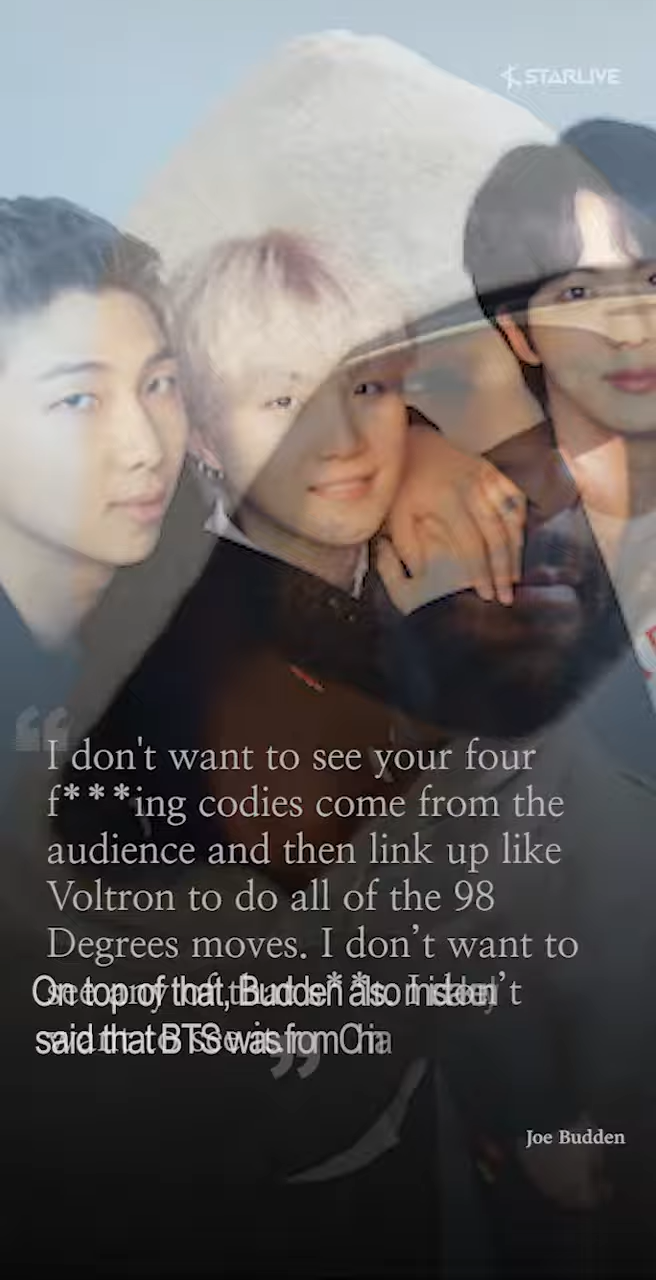 STARLIVE
“
I don't want to see your four
f***ing codies come from the
audience and then link up like
Voltron to do all of the 98
Degrees moves. I don’t want to
On top of that, Budden also
said that BTS was from
”
Joe Budden